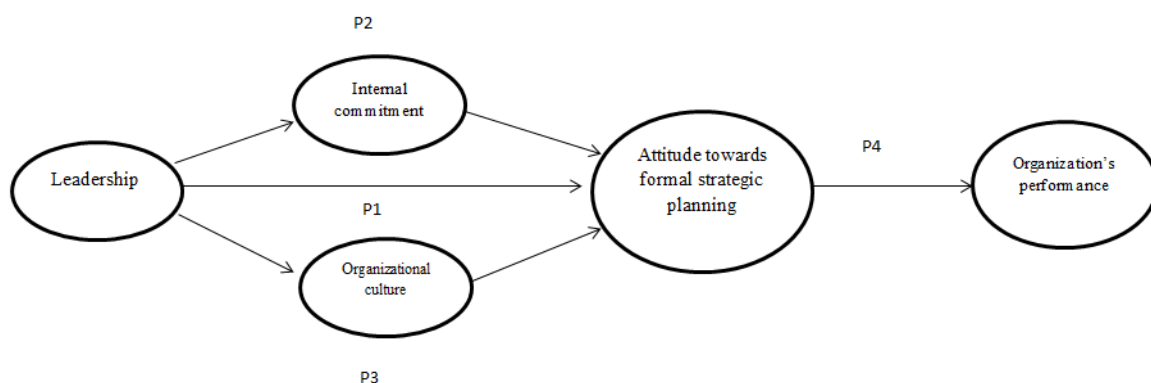 P2
Internal
commitment
Leadership
P1
Organizational
culture
P3
Attitude towards
formal strategic
planning
P4
Organization's
performance